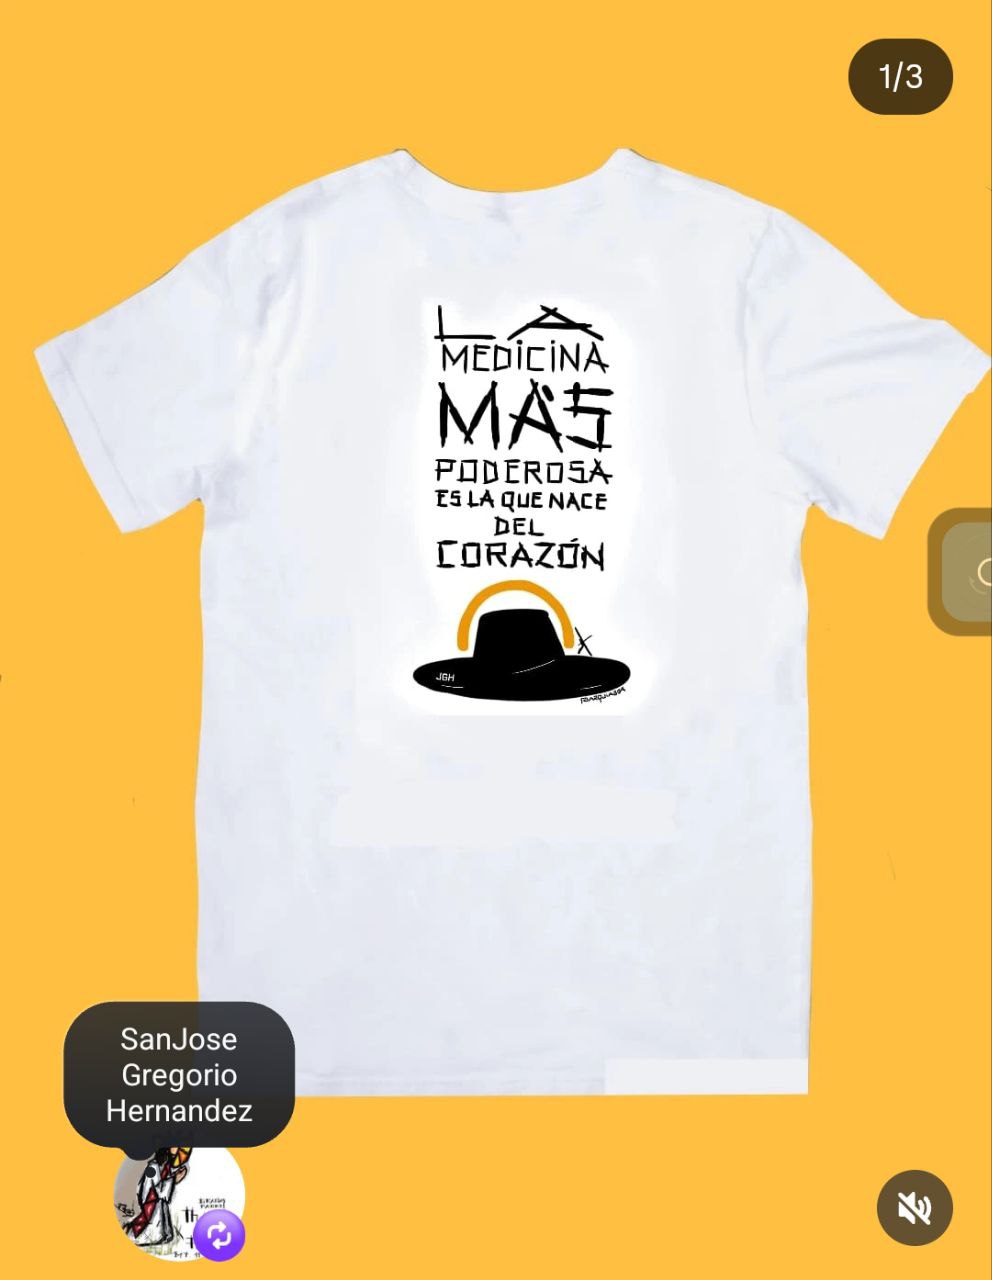 1/3
LA
MEDICINA
MÁS
PODEROSA
ES LA QUE NACE
DEL
CORAZÓN
JGH
SanJose
Gregorio
Hernandez